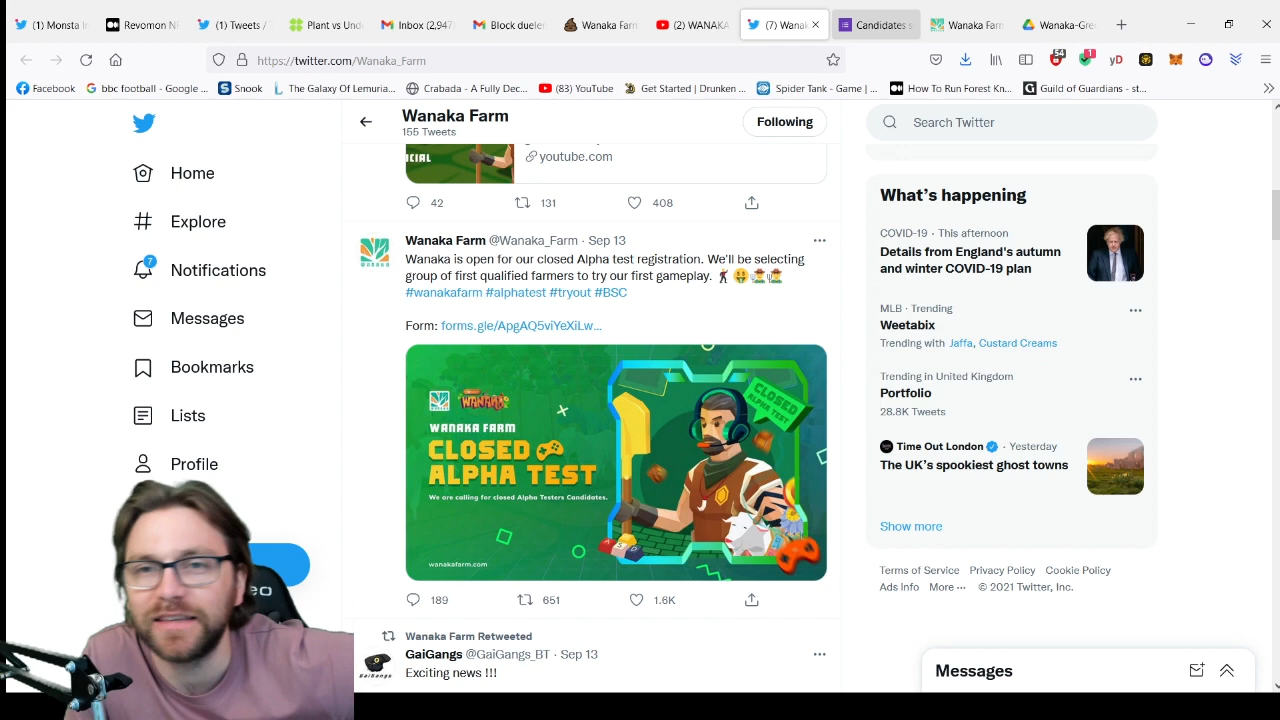 (1) Monsta In
Revomon NF
(1) Tweets /
Plant vs Und
Inbox (2,947)
Block dueler
Wanaka Farm
(2) WANAKA
(7) Wanak
Candidates s
Wanaka Farm
Wanaka-Gre
https://twitter.com/Wanaka_Farm
54
1
yD
Facebook
bbc football - Google ...
Snook
The Galaxy Of Lemuria...
Crabada - A Fully Dec...
(83) YouTube
Get Started | Drunken ...
Spider Tank - Game | ...
How To Run Forest Kn...
Guild of Guardians - st...
Wanaka Farm
155 Tweets
Following
Search Twitter
Home
Explore
7
Notifications
Messages
Bookmarks
Lists
Profile
CIAL
youtube.com
42
131
408
Wanaka Farm @Wanaka_Farm · Sep 13
Wanaka is open for our closed Alpha test registration. We'll be selecting
group of first qualified farmers to try our first gameplay.
#wanakafarm #alphatest #tryout #BSC
Form: forms.gle/ApgAQ5viYeXiLw...
WANAKA
WANAKA FARM
CLOSED
ALPHA TEST
We are calling for closed Alpha Testers Candidates.
wanakafarm.com
CLOSED
ALPHA TEST
189
651
1.6K
Wanaka Farm Retweeted
GaiGangs @GaiGangs_BT · Sep 13
Exciting news !!!
What's happening
COVID-19 · This afternoon
Details from England's autumn
and winter COVID-19 plan
MLB · Trending
Weetabix
Trending with Jaffa, Custard Creams
Trending in United Kingdom
Portfolio
28.8K Tweets
Time Out London · Yesterday
The UK's spookiest ghost towns
Show more
Terms of Service Privacy Policy Cookie Policy
Ads Info More ··· © 2021 Twitter, Inc.
Messages